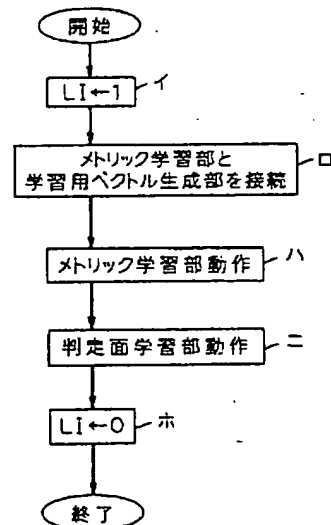 開始
LI←1 イ
メトリック学習部と
学習用ベクトル生成部を接続 ロ
メトリック学習部動作 ハ
判定面学習部動作 ニ
LI←0 ホ
終了